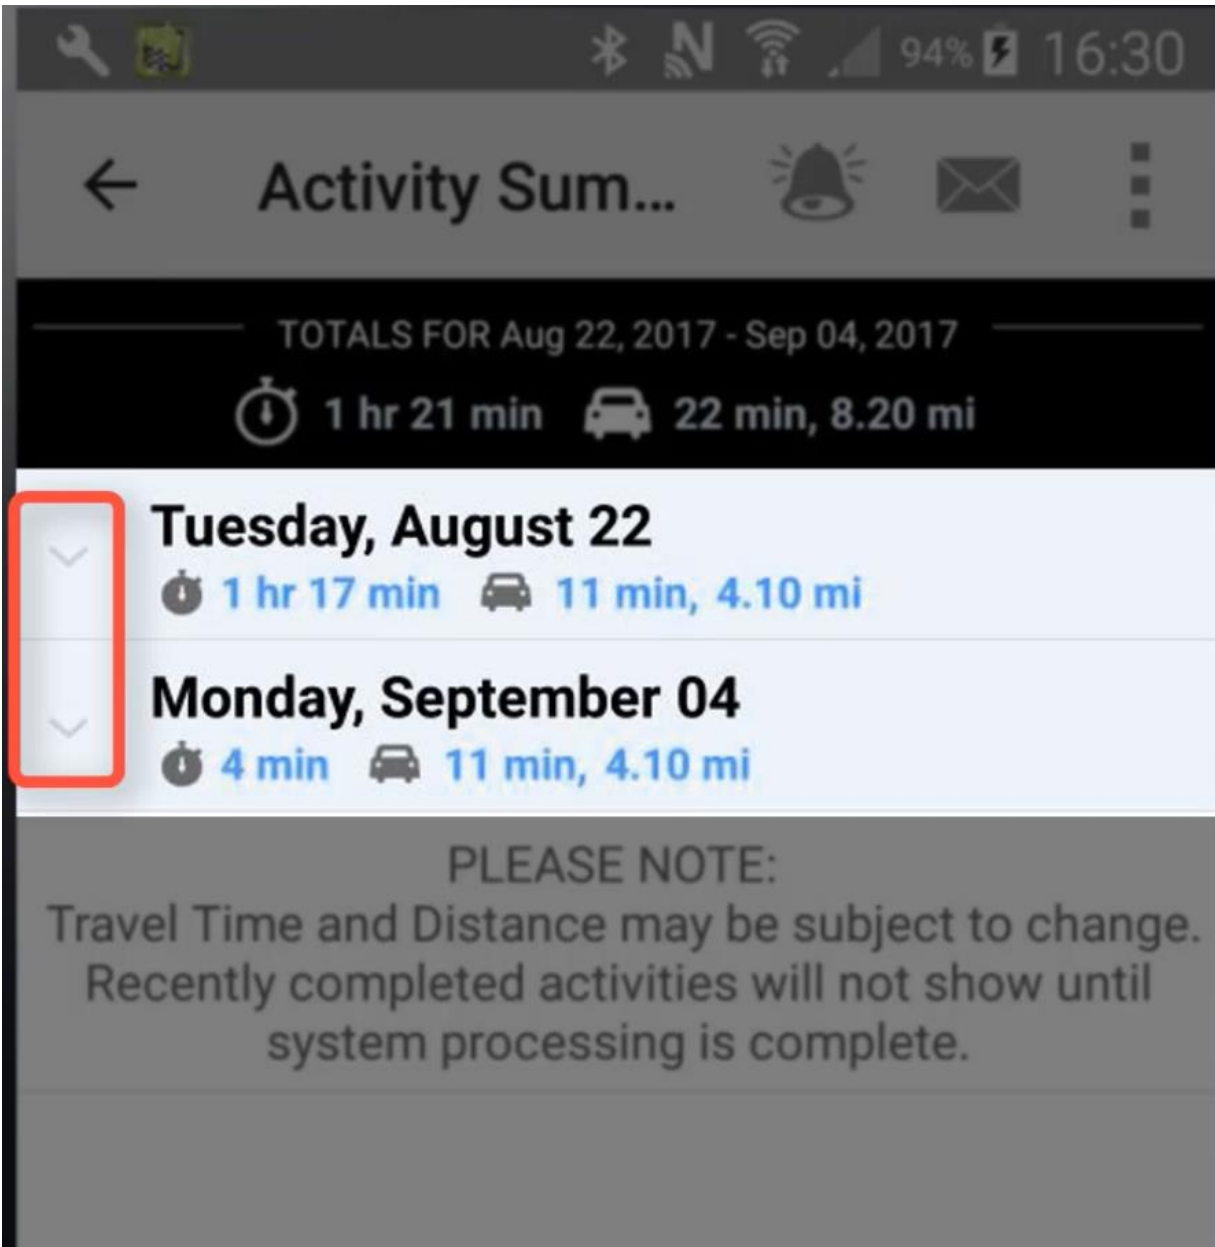 94% 16:30
Activity Sum...
TOTALS FOR Aug 22, 2017 - Sep 04, 2017
1 hr 21 min 22 min, 8.20 mi
Tuesday, August 22
1 hr 17 min 11 min, 4.10 mi
Monday, September 04
4 min 11 min, 4.10 mi
PLEASE NOTE:
Travel Time and Distance may be subject to change.
Recently completed activities will not show until
system processing is complete.